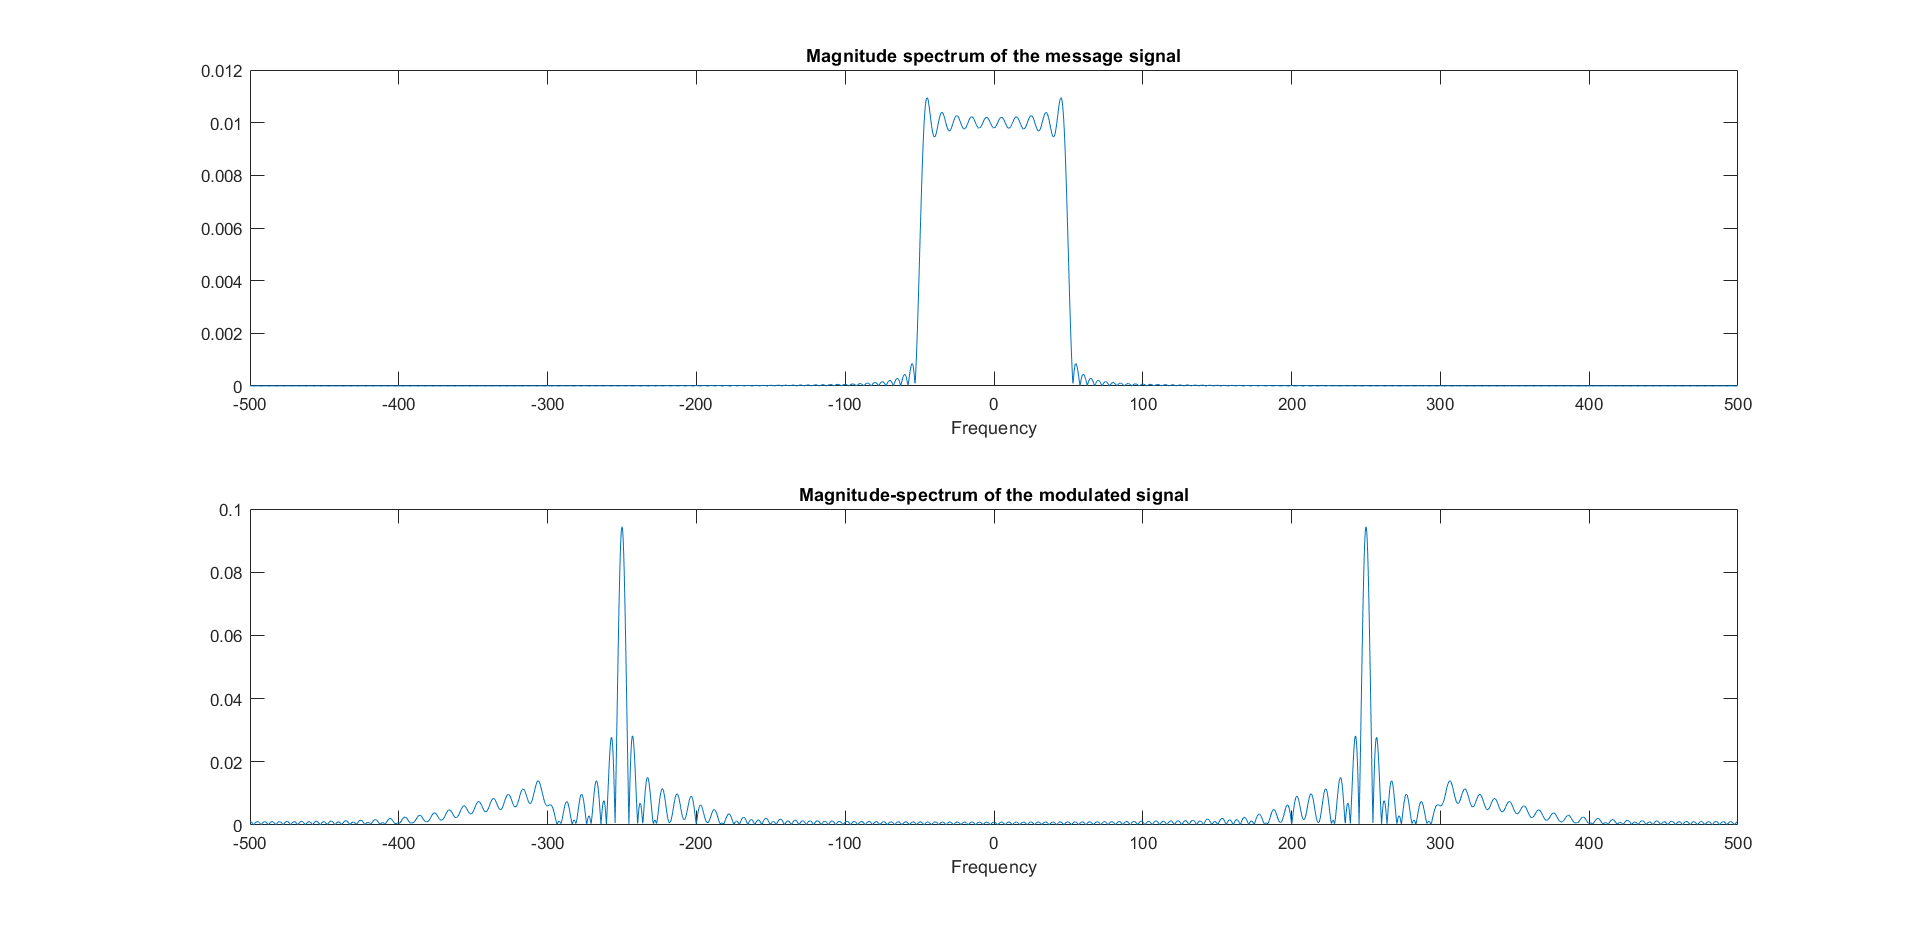 Magnitude spectrum of the message signal
0.012
0.01
0.008
0.006
0.004
0.002
0
-500 -400 -300 -200 -100 0 100 200 300 400 500
Frequency
Magnitude-spectrum of the modulated signal
0.1
0.08
0.06
0.04
0.02
0
-500 -400 -300 -200 -100 0 100 200 300 400 500
Frequency